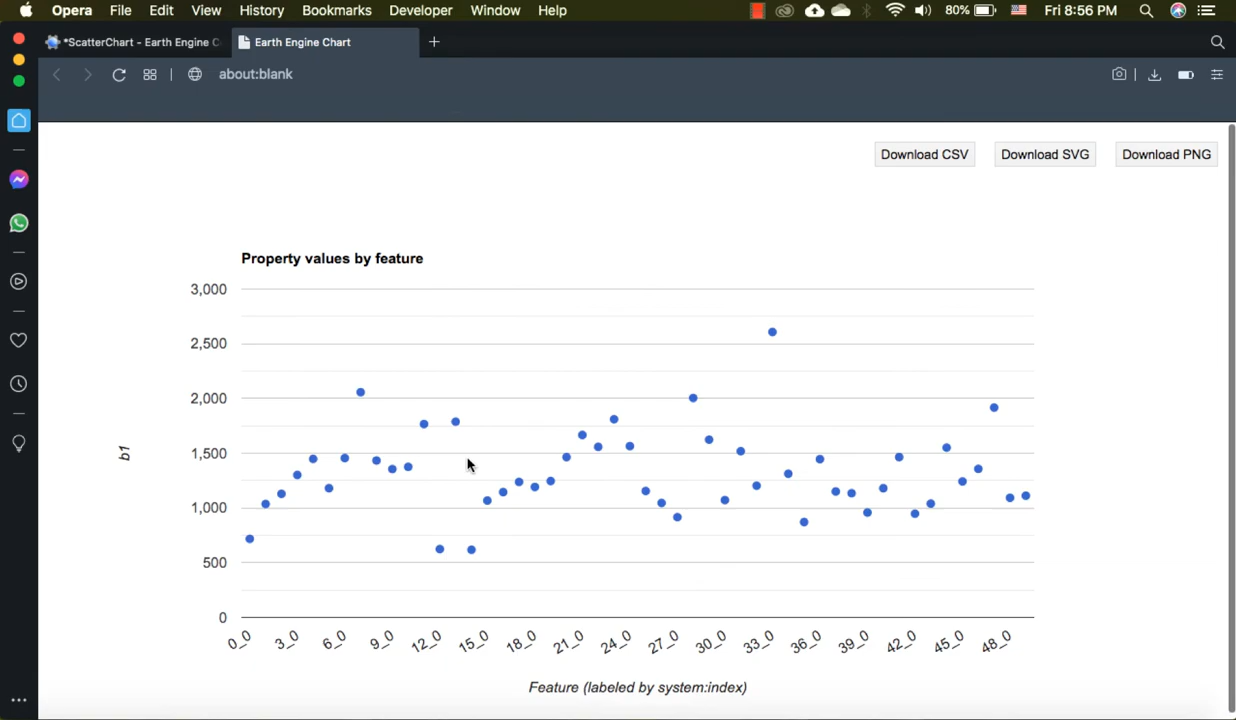 Opera File Edit View History Bookmarks Developer Window Help 80% Fri 8:56 PM
*ScatterChart - Earth Engine C Earth Engine Chart
about:blank
Download CSV Download SVG Download PNG
Property values by feature
3,000
2,500
2,000
1,500
1,000
500
0
b1
0_0 3_0 6_0 9_0 12_0 15_0 18_0 21_0 24_0 27_0 30_0 33_0 36_0 39_0 42_0 45_0 48_0
Feature (labeled by system:index)